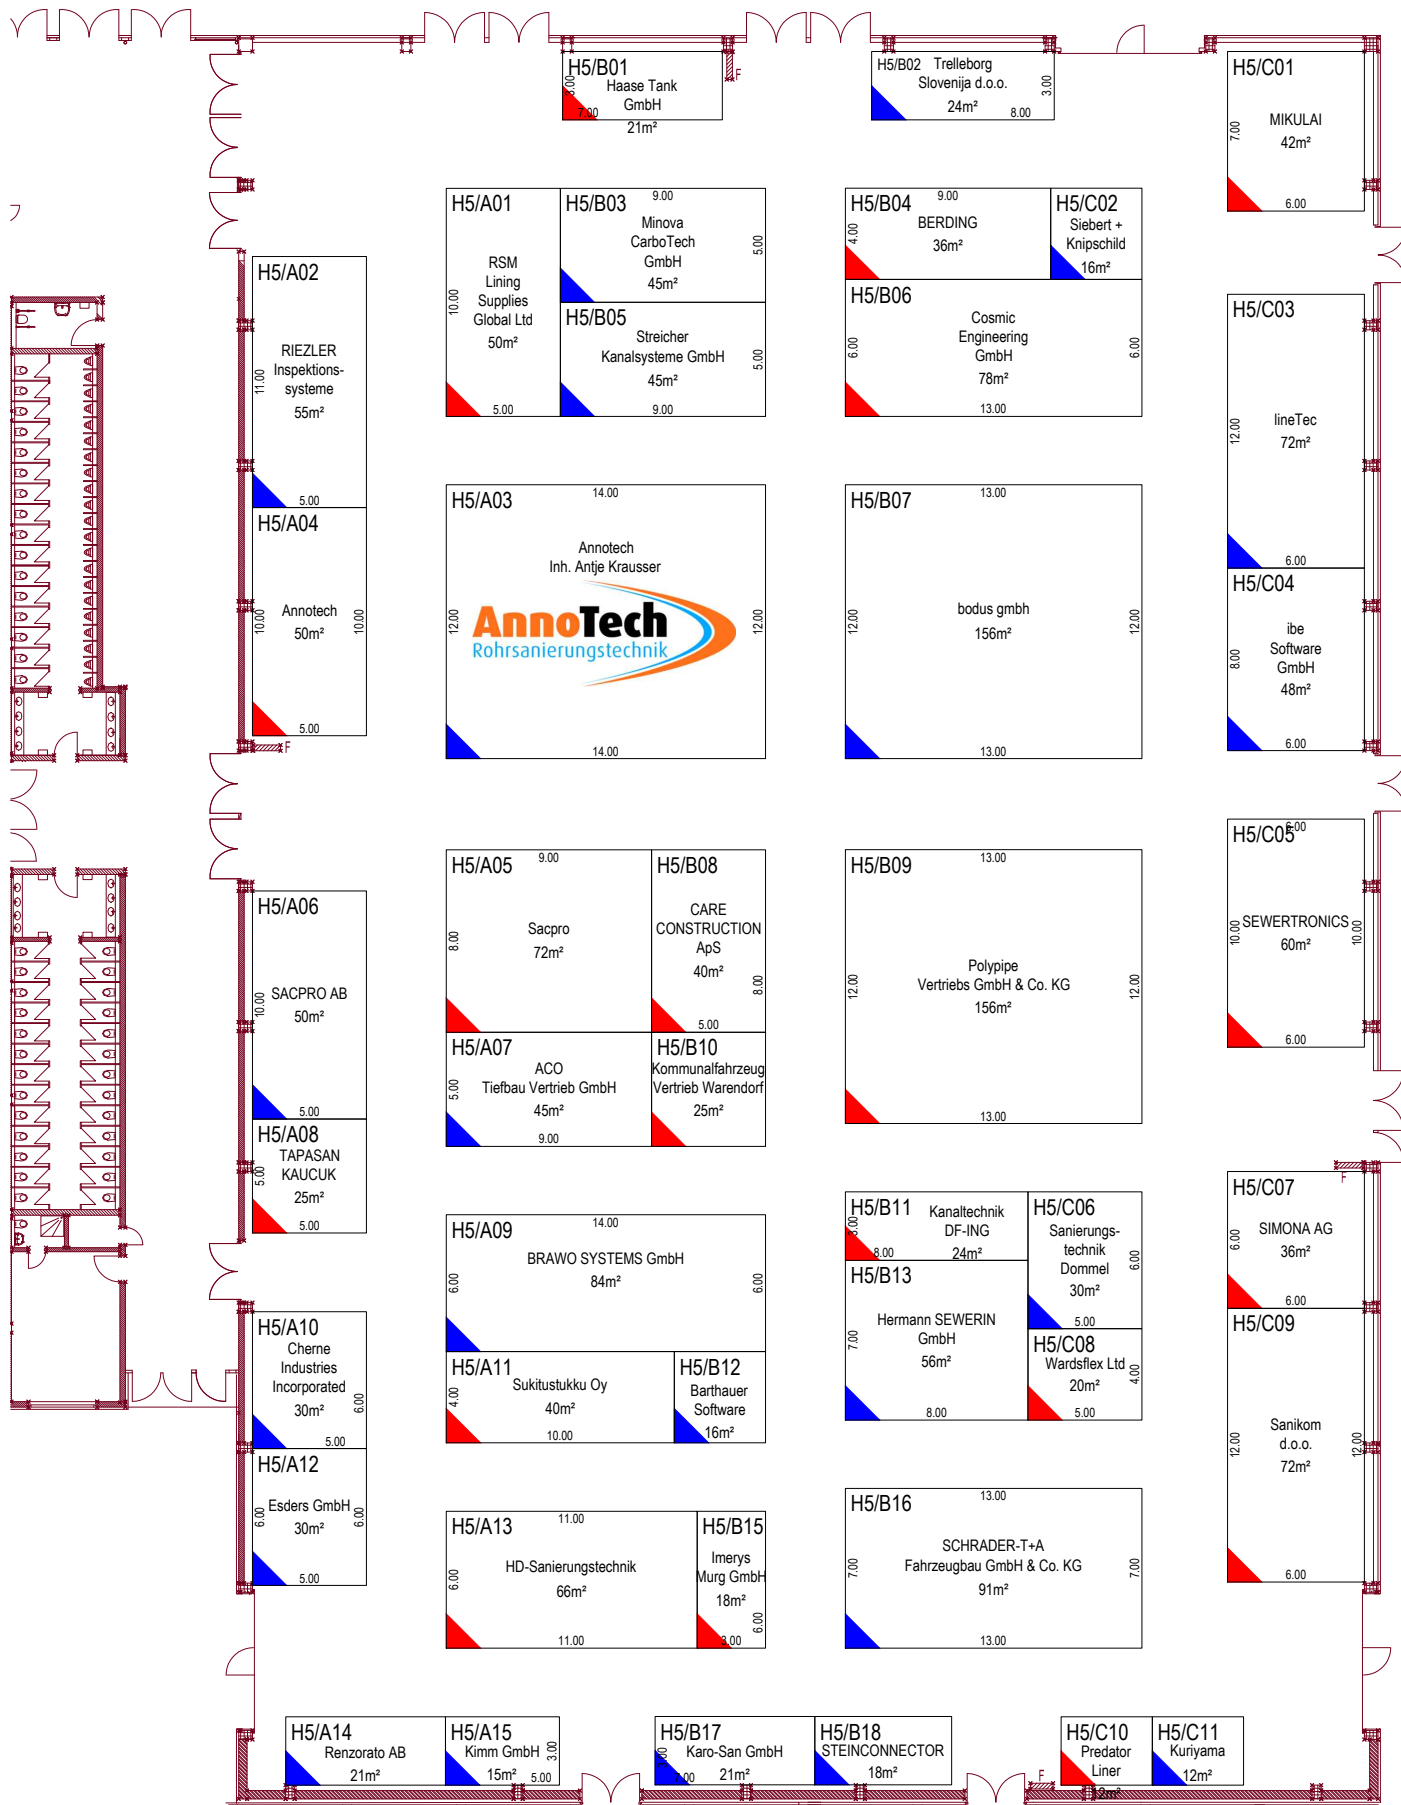 H5/B01
Haase Tank
GmbH
3.00
7.00
21m²
F
H5/B02
Trelleborg
Slovenija d.o.o.
24m²
3.00
8.00
H5/C01
MIKULAI
42m²
7.00
6.00
H5/A01
RSM
Lining
Supplies
Global Ltd
50m²
10.00
5.00
H5/B03
9.00
Minova
CarboTech
GmbH
45m²
5.00
H5/B05
Streicher
Kanalsysteme GmbH
45m²
5.00
9.00
H5/B04
9.00
BERDING
36m²
4.00
H5/C02
Siebert +
Knipschild
16m²
H5/B06
Cosmic
Engineering
GmbH
78m²
6.00
6.00
13.00
H5/A02
RIEZLER
Inspektions-
systeme
55m²
11.00
5.00
H5/C03
lineTec
72m²
12.00
6.00
H5/A04
Annotech
50m²
10.00
10.00
5.00
F
H5/A03
14.00
Annotech
Inh. Antje Krausser
AnnoTech
Rohrsanierungstechnik
12.00
12.00
14.00
H5/B07
13.00
bodus gmbh
156m²
12.00
12.00
13.00
H5/C04
ibe
Software
GmbH
48m²
8.00
6.00
H5/C05
6.00
SEWERTRONICS
60m²
10.00
10.00
6.00
H5/A06
SACPRO AB
50m²
10.00
5.00
H5/A05
9.00
Sacpro
72m²
8.00
H5/B08
CARE
CONSTRUCTION
ApS
40m²
8.00
5.00
H5/B09
13.00
Polypipe
Vertriebs GmbH & Co. KG
156m²
12.00
12.00
13.00
H5/A07
ACO
Tiefbau Vertrieb GmbH
45m²
5.00
9.00
H5/B10
Kommunalfahrzeug
Vertrieb Warendorf
25m²
H5/A08
TAPASAN
KAUCUK
25m²
5.00
5.00
H5/A09
14.00
BRAWO SYSTEMS GmbH
84m²
6.00
6.00
H5/B11
Kanaltechnik
DF-ING
24m²
3.00
8.00
H5/C06
Sanierungs-
technik
Dommel
30m²
6.00
5.00
F
H5/C07
SIMONA AG
36m²
6.00
6.00
H5/B13
Hermann SEWERIN
GmbH
56m²
7.00
8.00
H5/C08
Wardsflex Ltd
20m²
4.00
5.00
H5/A10
Cherne
Industries
Incorporated
30m²
6.00
5.00
H5/A11
Sukitustukku Oy
40m²
4.00
10.00
H5/B12
Barthauer
Software
16m²
H5/C09
Sanikom
d.o.o.
72m²
12.00
12.00
6.00
H5/A12
Esders GmbH
30m²
6.00
6.00
5.00
H5/A13
11.00
HD-Sanierungstechnik
66m²
6.00
11.00
H5/B15
Imerys
Murg GmbH
18m²
6.00
3.00
H5/B16
13.00
SCHRADER-T+A
Fahrzeugbau GmbH & Co. KG
91m²
7.00
7.00
13.00
H5/A14
Renzorato AB
21m²
H5/A15
Kimm GmbH
15m²
3.00
5.00
H5/B17
Karo-San GmbH
21m²
3.00
7.00
H5/B18
STEINCONNECTOR
18m²
F
H5/C10
Predator
Liner
12m²
H5/C11
Kuriyama
12m²